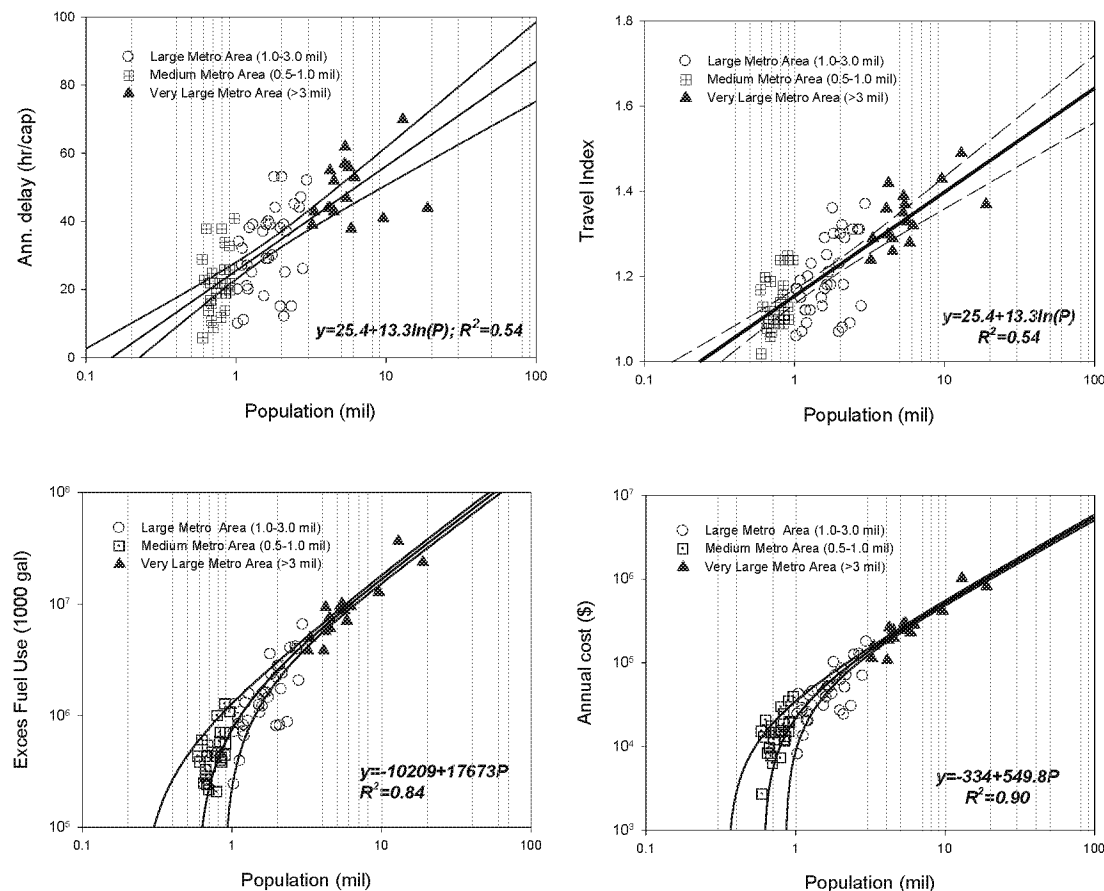 100
80
60
40
20
0
Ann. delay (hr/cap)
Large Metro Area (1.0-3.0 mil)
Medium Metro Area (0.5-1.0 mil)
Very Large Metro Area (>3 mil)
y=25.4+13.3ln(P); R²=0.54
0.1 1 10 100
Population (mil)
1.8
1.6
1.4
1.2
1.0
Travel Index
Large Metro Area (1.0-3.0 mil)
Medium Metro Area (0.5-1.0 mil)
Very Large Metro Area (>3 mil)
y=25.4+13.3ln(P)
R²=0.54
0.1 1 10 100
Population (mil)
10⁸
10⁷
10⁶
10⁵
Exces Fuel Use (1000 gal)
Large Metro Area (1.0-3.0 mil)
Medium Metro Area (0.5-1.0 mil)
Very Large Metro Area (>3 mil)
y=-10209+17673P
R²=0.84
0.1 1 10 100
Population (mil)
10⁷
10⁶
10⁵
10⁴
10³
Annual cost ($)
Large Metro Area (1.0-3.0 mil)
Medium Metro Area (0.5-1.0 mil)
Very Large Metro Area (>3 mil)
y=-334+549.8P
R²=0.90
0.1 1 10 100
Population (mil)